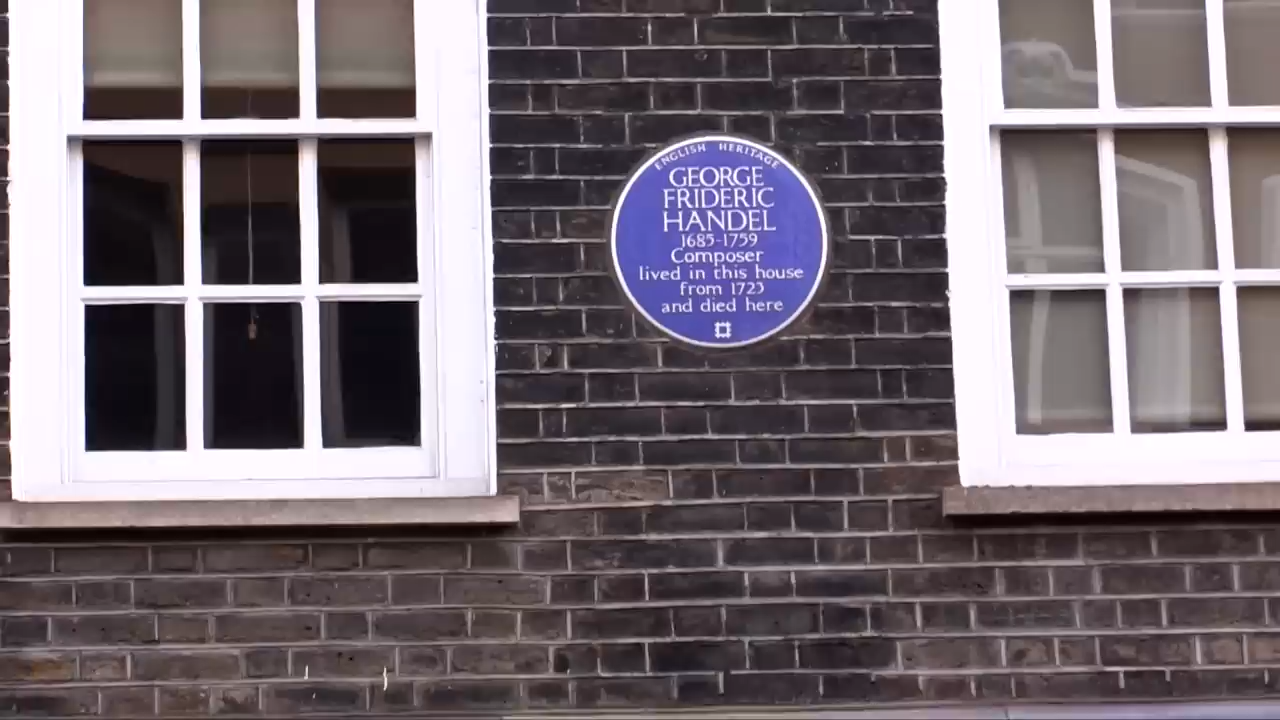 ENGLISH HERITAGE
GEORGE
FRIDERIC
HANDEL
1685-1759
Composer
lived in this house
from 1723
and died here